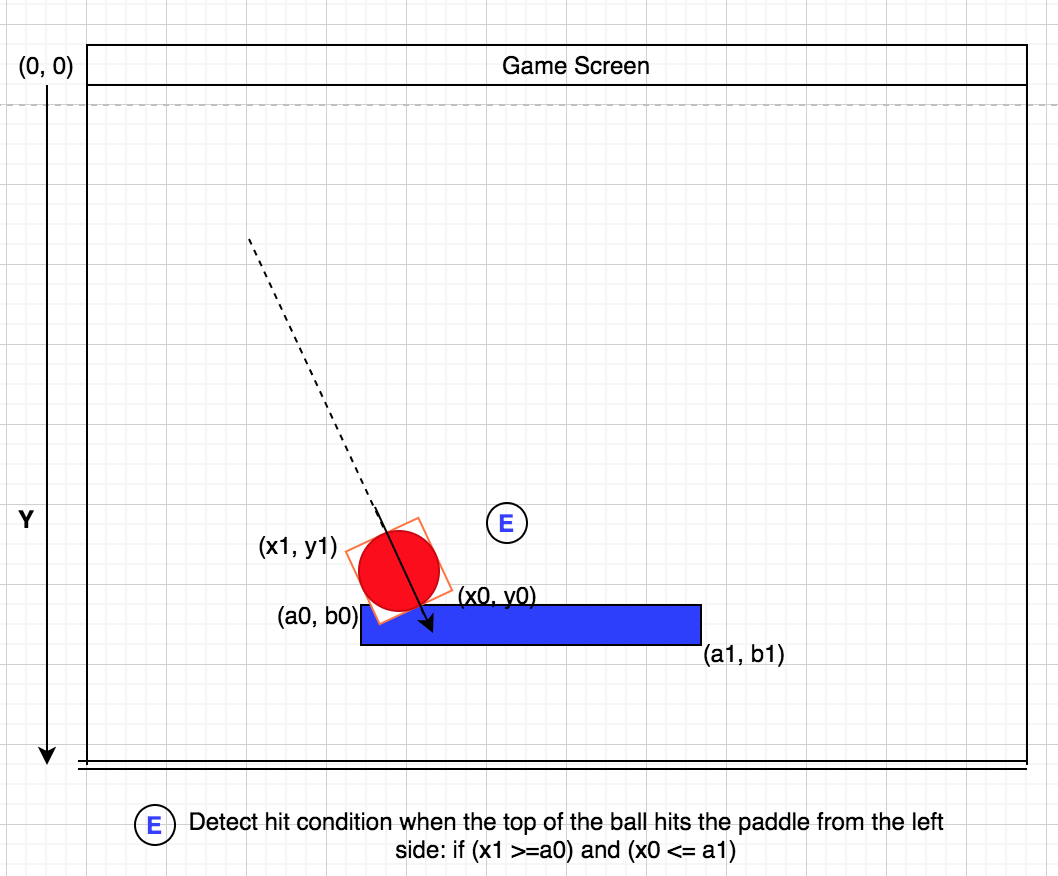 (0, 0)
Game Screen
Y
E
(x1, y1)
(x0, y0)
(a0, b0)
(a1, b1)
E
Detect hit condition when the top of the ball hits the paddle from the left
side: if (x1 >=a0) and (x0 <= a1)